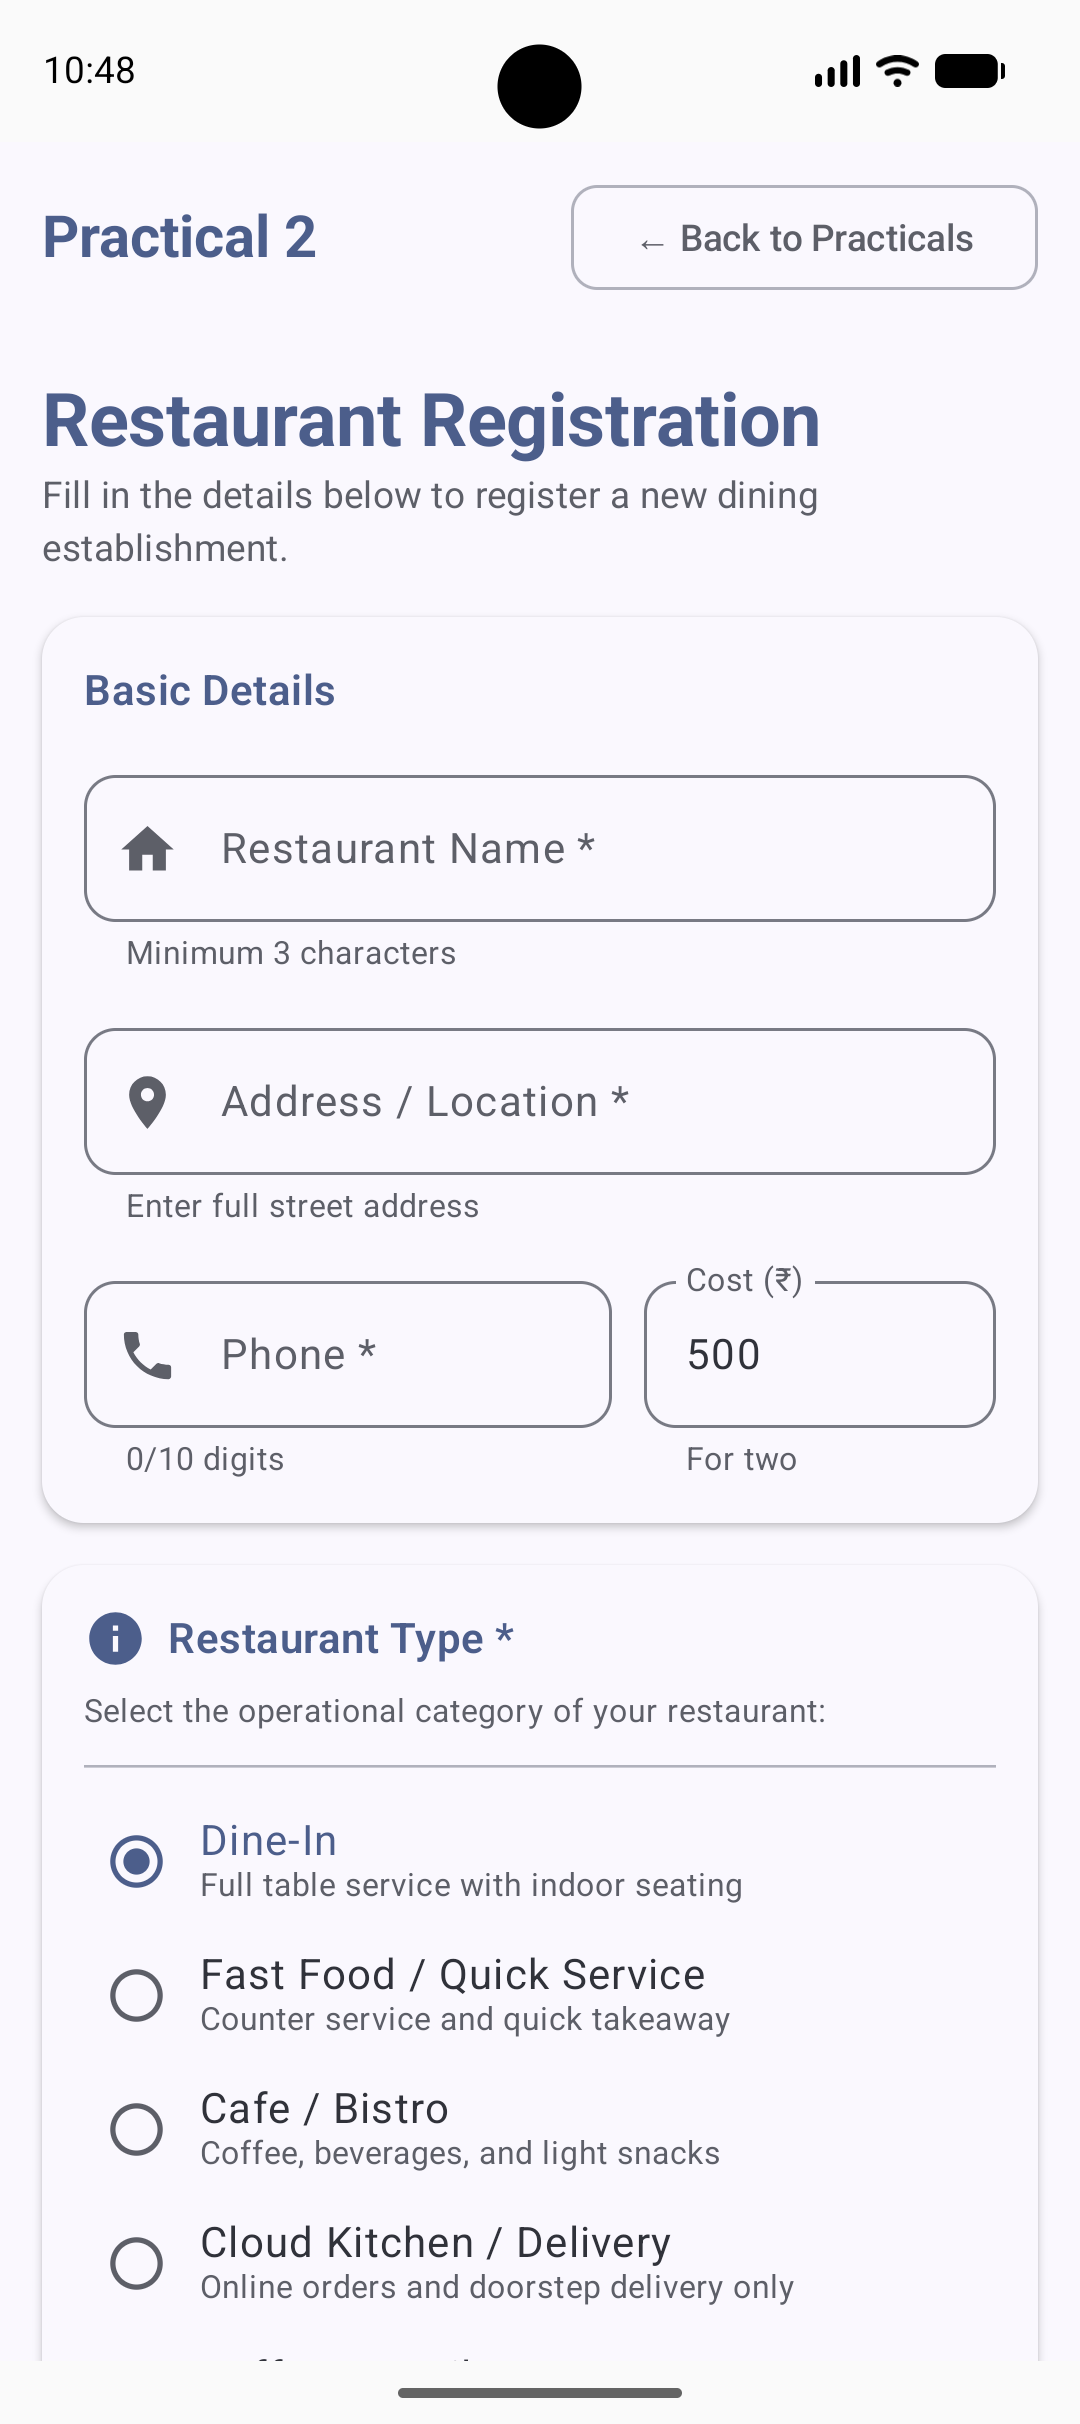 10:48
Practical 2
← Back to Practicals
Restaurant Registration
Fill in the details below to register a new dining
establishment.
Basic Details
Restaurant Name *
Minimum 3 characters
Address / Location *
Enter full street address
Phone *
0/10 digits
Cost (₹)
500
For two
Restaurant Type *
Select the operational category of your restaurant:
Dine-In
Full table service with indoor seating
Fast Food / Quick Service
Counter service and quick takeaway
Cafe / Bistro
Coffee, beverages, and light snacks
Cloud Kitchen / Delivery
Online orders and doorstep delivery only